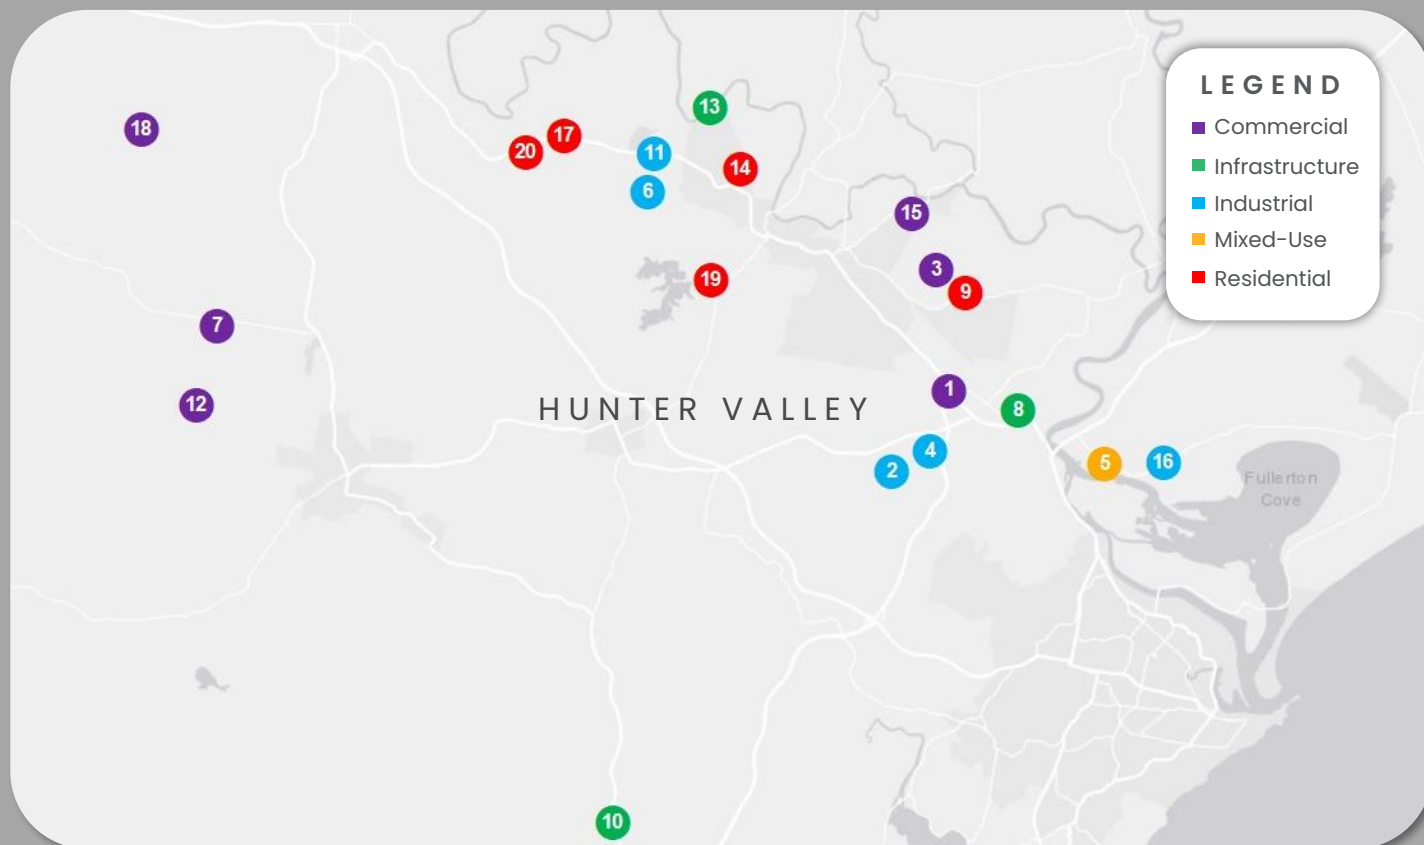 LEGEND
Commercial
Infrastructure
Industrial
Mixed-Use
Residential
13
18
17
20
11
14
6
15
3
19
9
7
1
12
HUNTER VALLEY
8
4
5
16
2
Fullerton
Cove
10